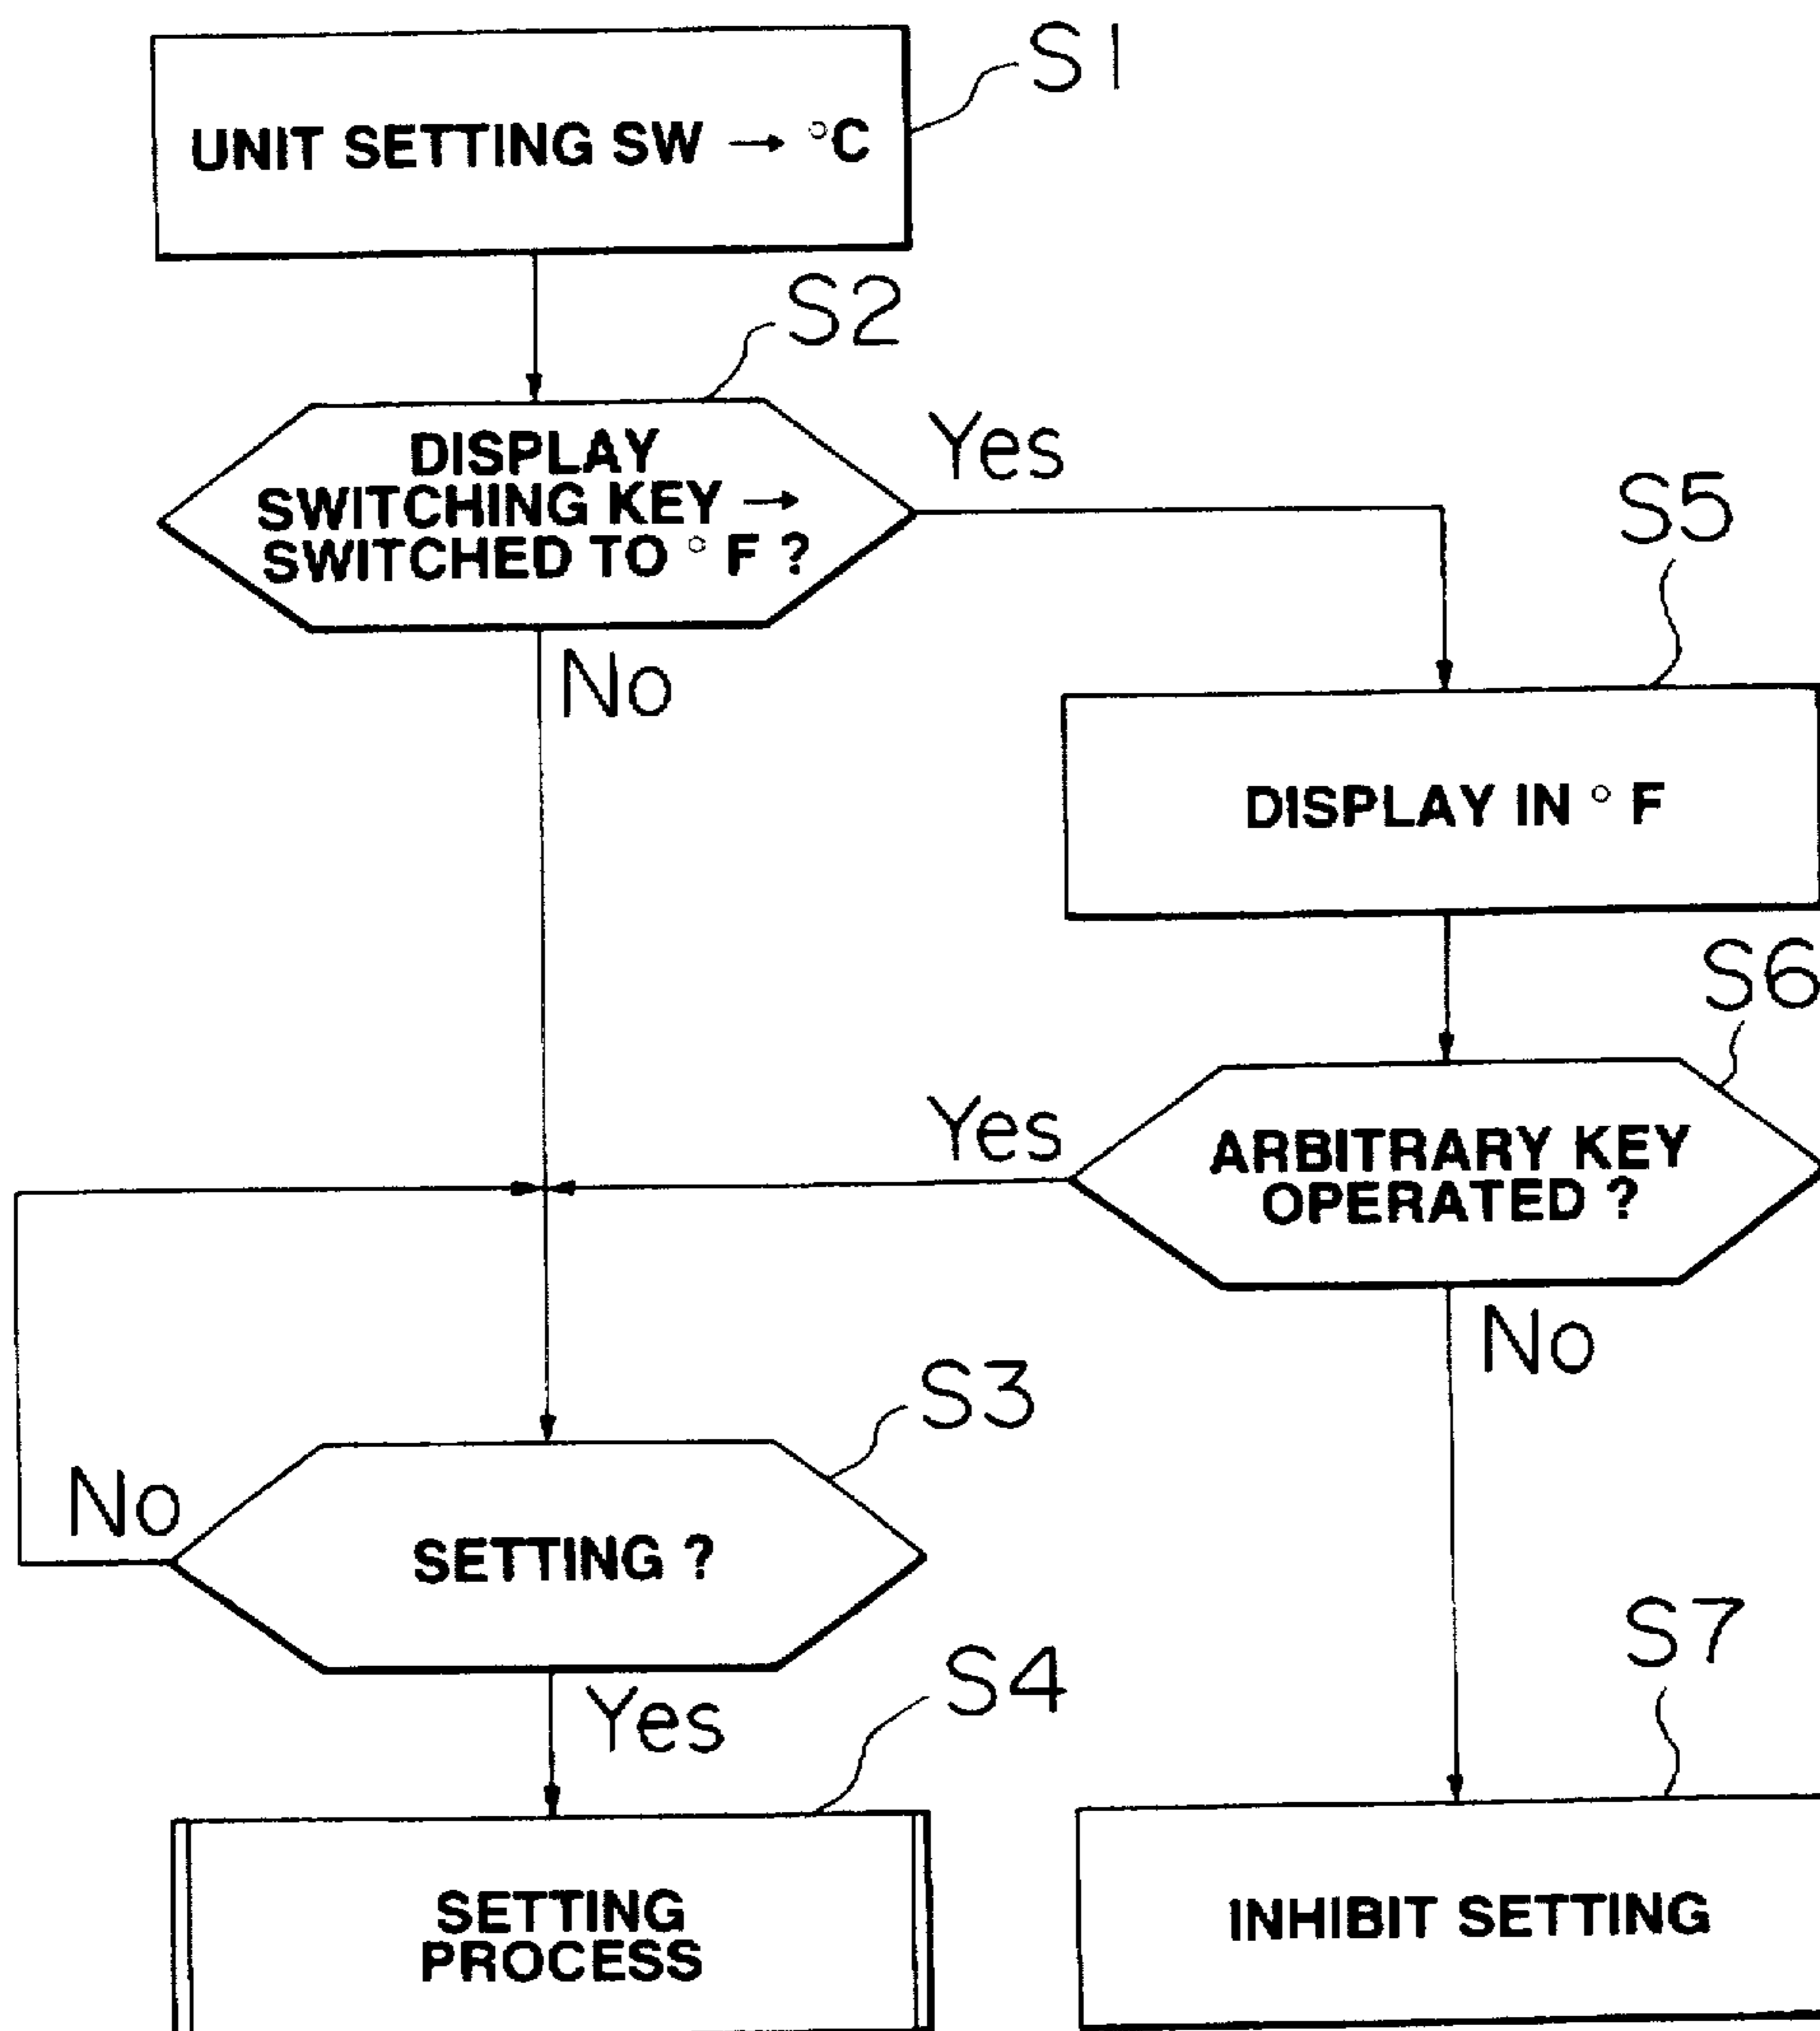 S1
UNIT SETTING SW → °C
S2
DISPLAY
SWITCHING KEY →
SWITCHED TO ° F ?
Yes
No
S5
DISPLAY IN ° F
S6
ARBITRARY KEY
OPERATED ?
Yes
No
S3
SETTING ?
No
Yes
S4
SETTING
PROCESS
S7
INHIBIT SETTING